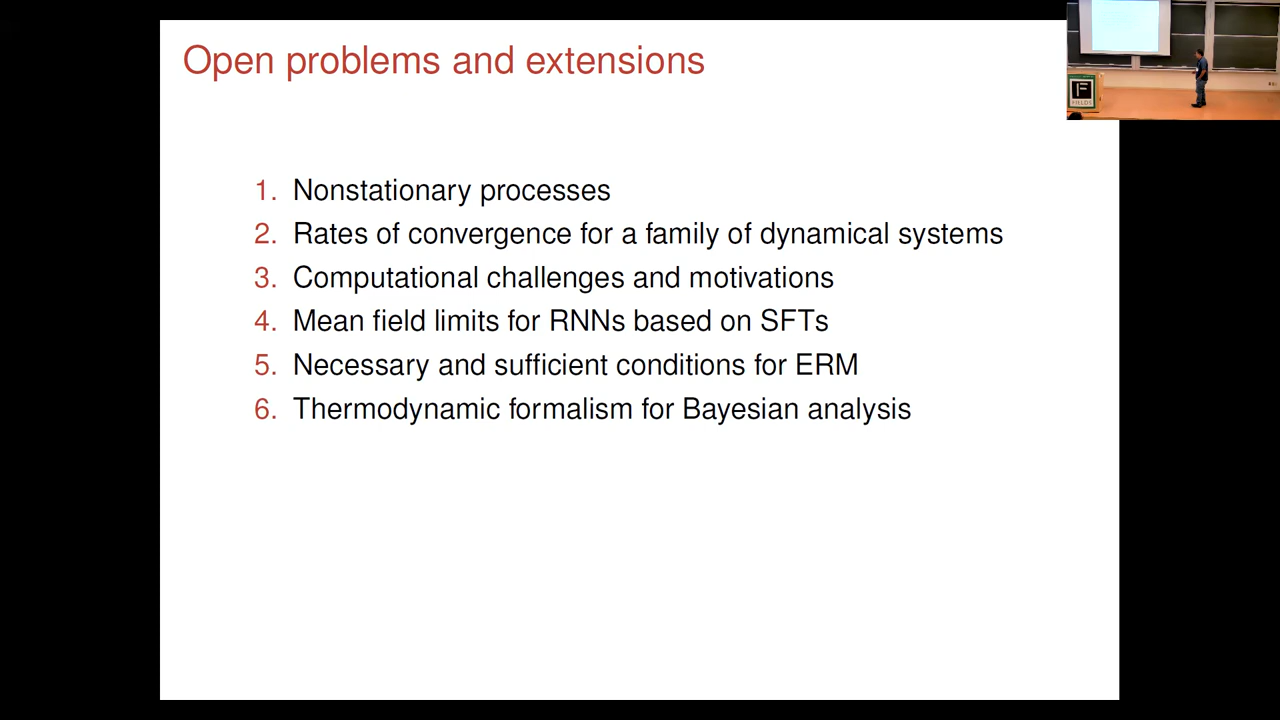 Open problems and extensions
1. Nonstationary processes
2. Rates of convergence for a family of dynamical systems
3. Computational challenges and motivations
4. Mean field limits for RNNs based on SFTs
5. Necessary and sufficient conditions for ERM
6. Thermodynamic formalism for Bayesian analysis
FIELDS